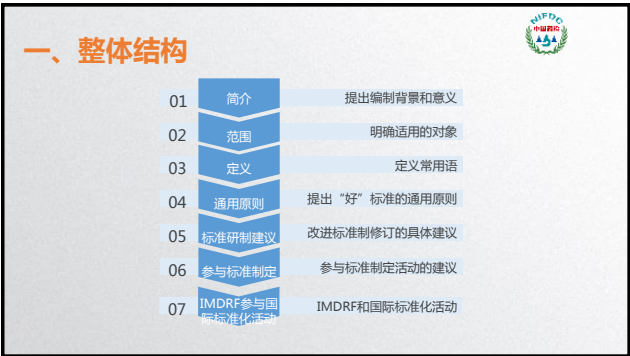 NIFDC
中国药检
一、整体结构
01 简介 提出编制背景和意义
02 范围 明确适用的对象
03 定义 定义常用语
04 通用原则 提出“好”标准的通用原则
05 标准研制建议 改进标准制修订的具体建议
06 参与标准制定 参与标准制定活动的建议
07 IMDRF参与国际标准化活动 IMDRF和国际标准化活动